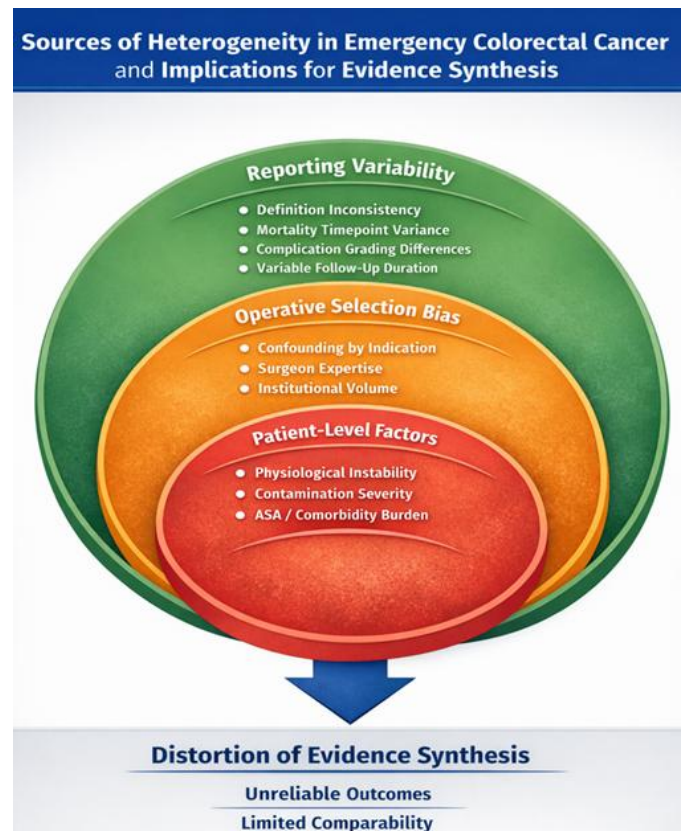 Sources of Heterogeneity in Emergency Colorectal Cancer
and Implications for Evidence Synthesis
Reporting Variability
Definition Inconsistency
Mortality Timepoint Variance
Complication Grading Differences
Variable Follow-Up Duration
Operative Selection Bias
Confounding by Indication
Surgeon Expertise
Institutional Volume
Patient-Level Factors
Physiological Instability
Contamination Severity
ASA / Comorbidity Burden
Distortion of Evidence Synthesis
Unreliable Outcomes
Limited Comparability